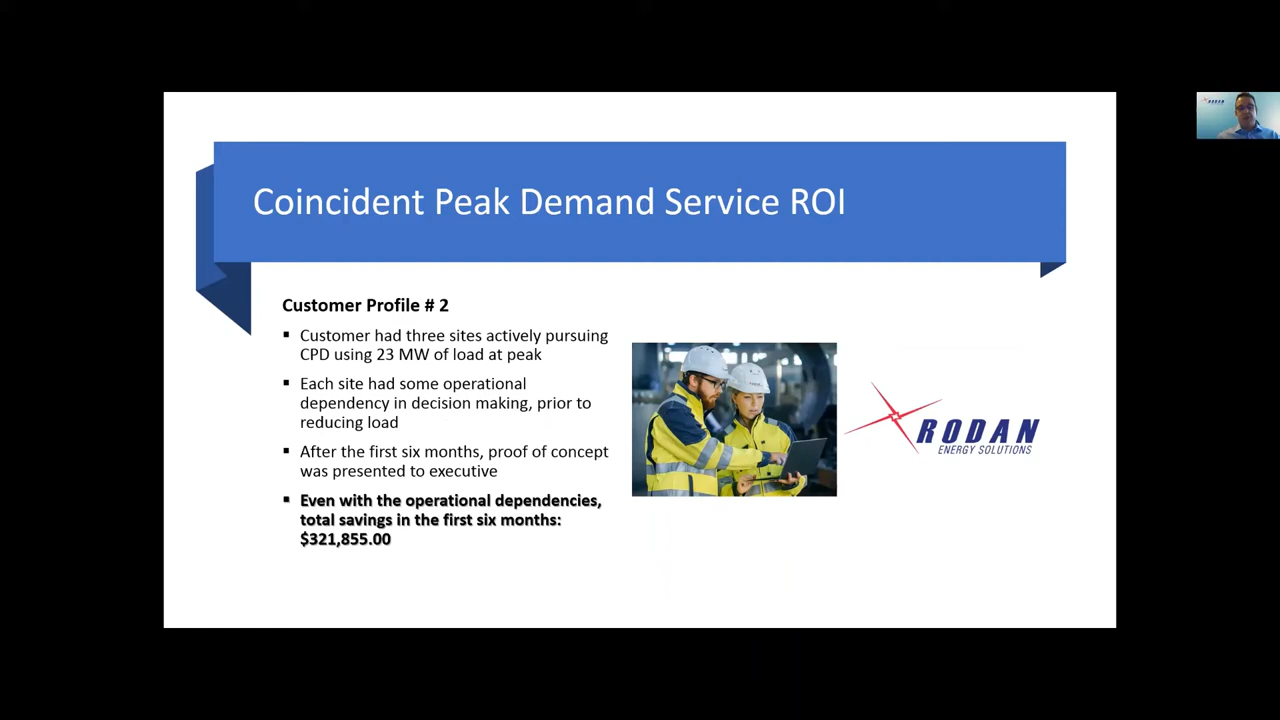 Coincident Peak Demand Service ROI
Customer Profile # 2
▪ Customer had three sites actively pursuing
CPD using 23 MW of load at peak
▪ Each site had some operational
dependency in decision making, prior to
reducing load
▪ After the first six months, proof of concept
was presented to executive
▪ Even with the operational dependencies,
total savings in the first six months:
$321,855.00
RODAN
ENERGY SOLUTIONS
RODAN